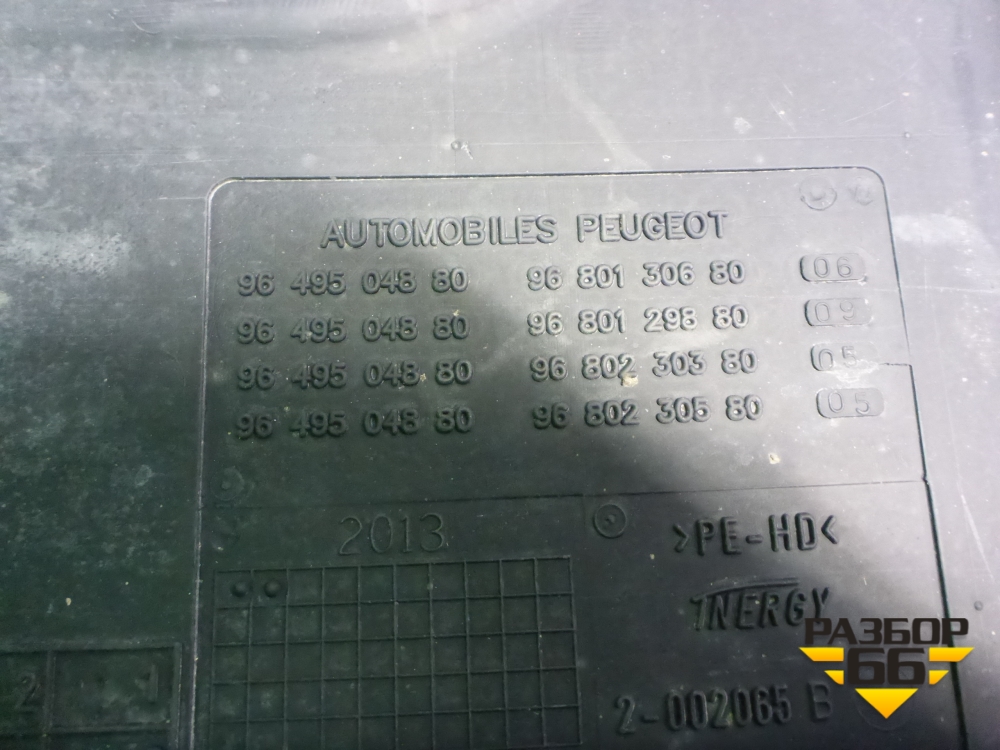 AUTOMOBILES PEUGEOT
96 495 048 80 96 801 306 80 06
96 495 048 80 96 801 298 80 09
96 495 048 80 96 802 303 80 05
96 495 048 80 96 802 305 80 05
2013
>PE-HD<
INERGY
2-002065 B
2 1
РАЗБОР
66